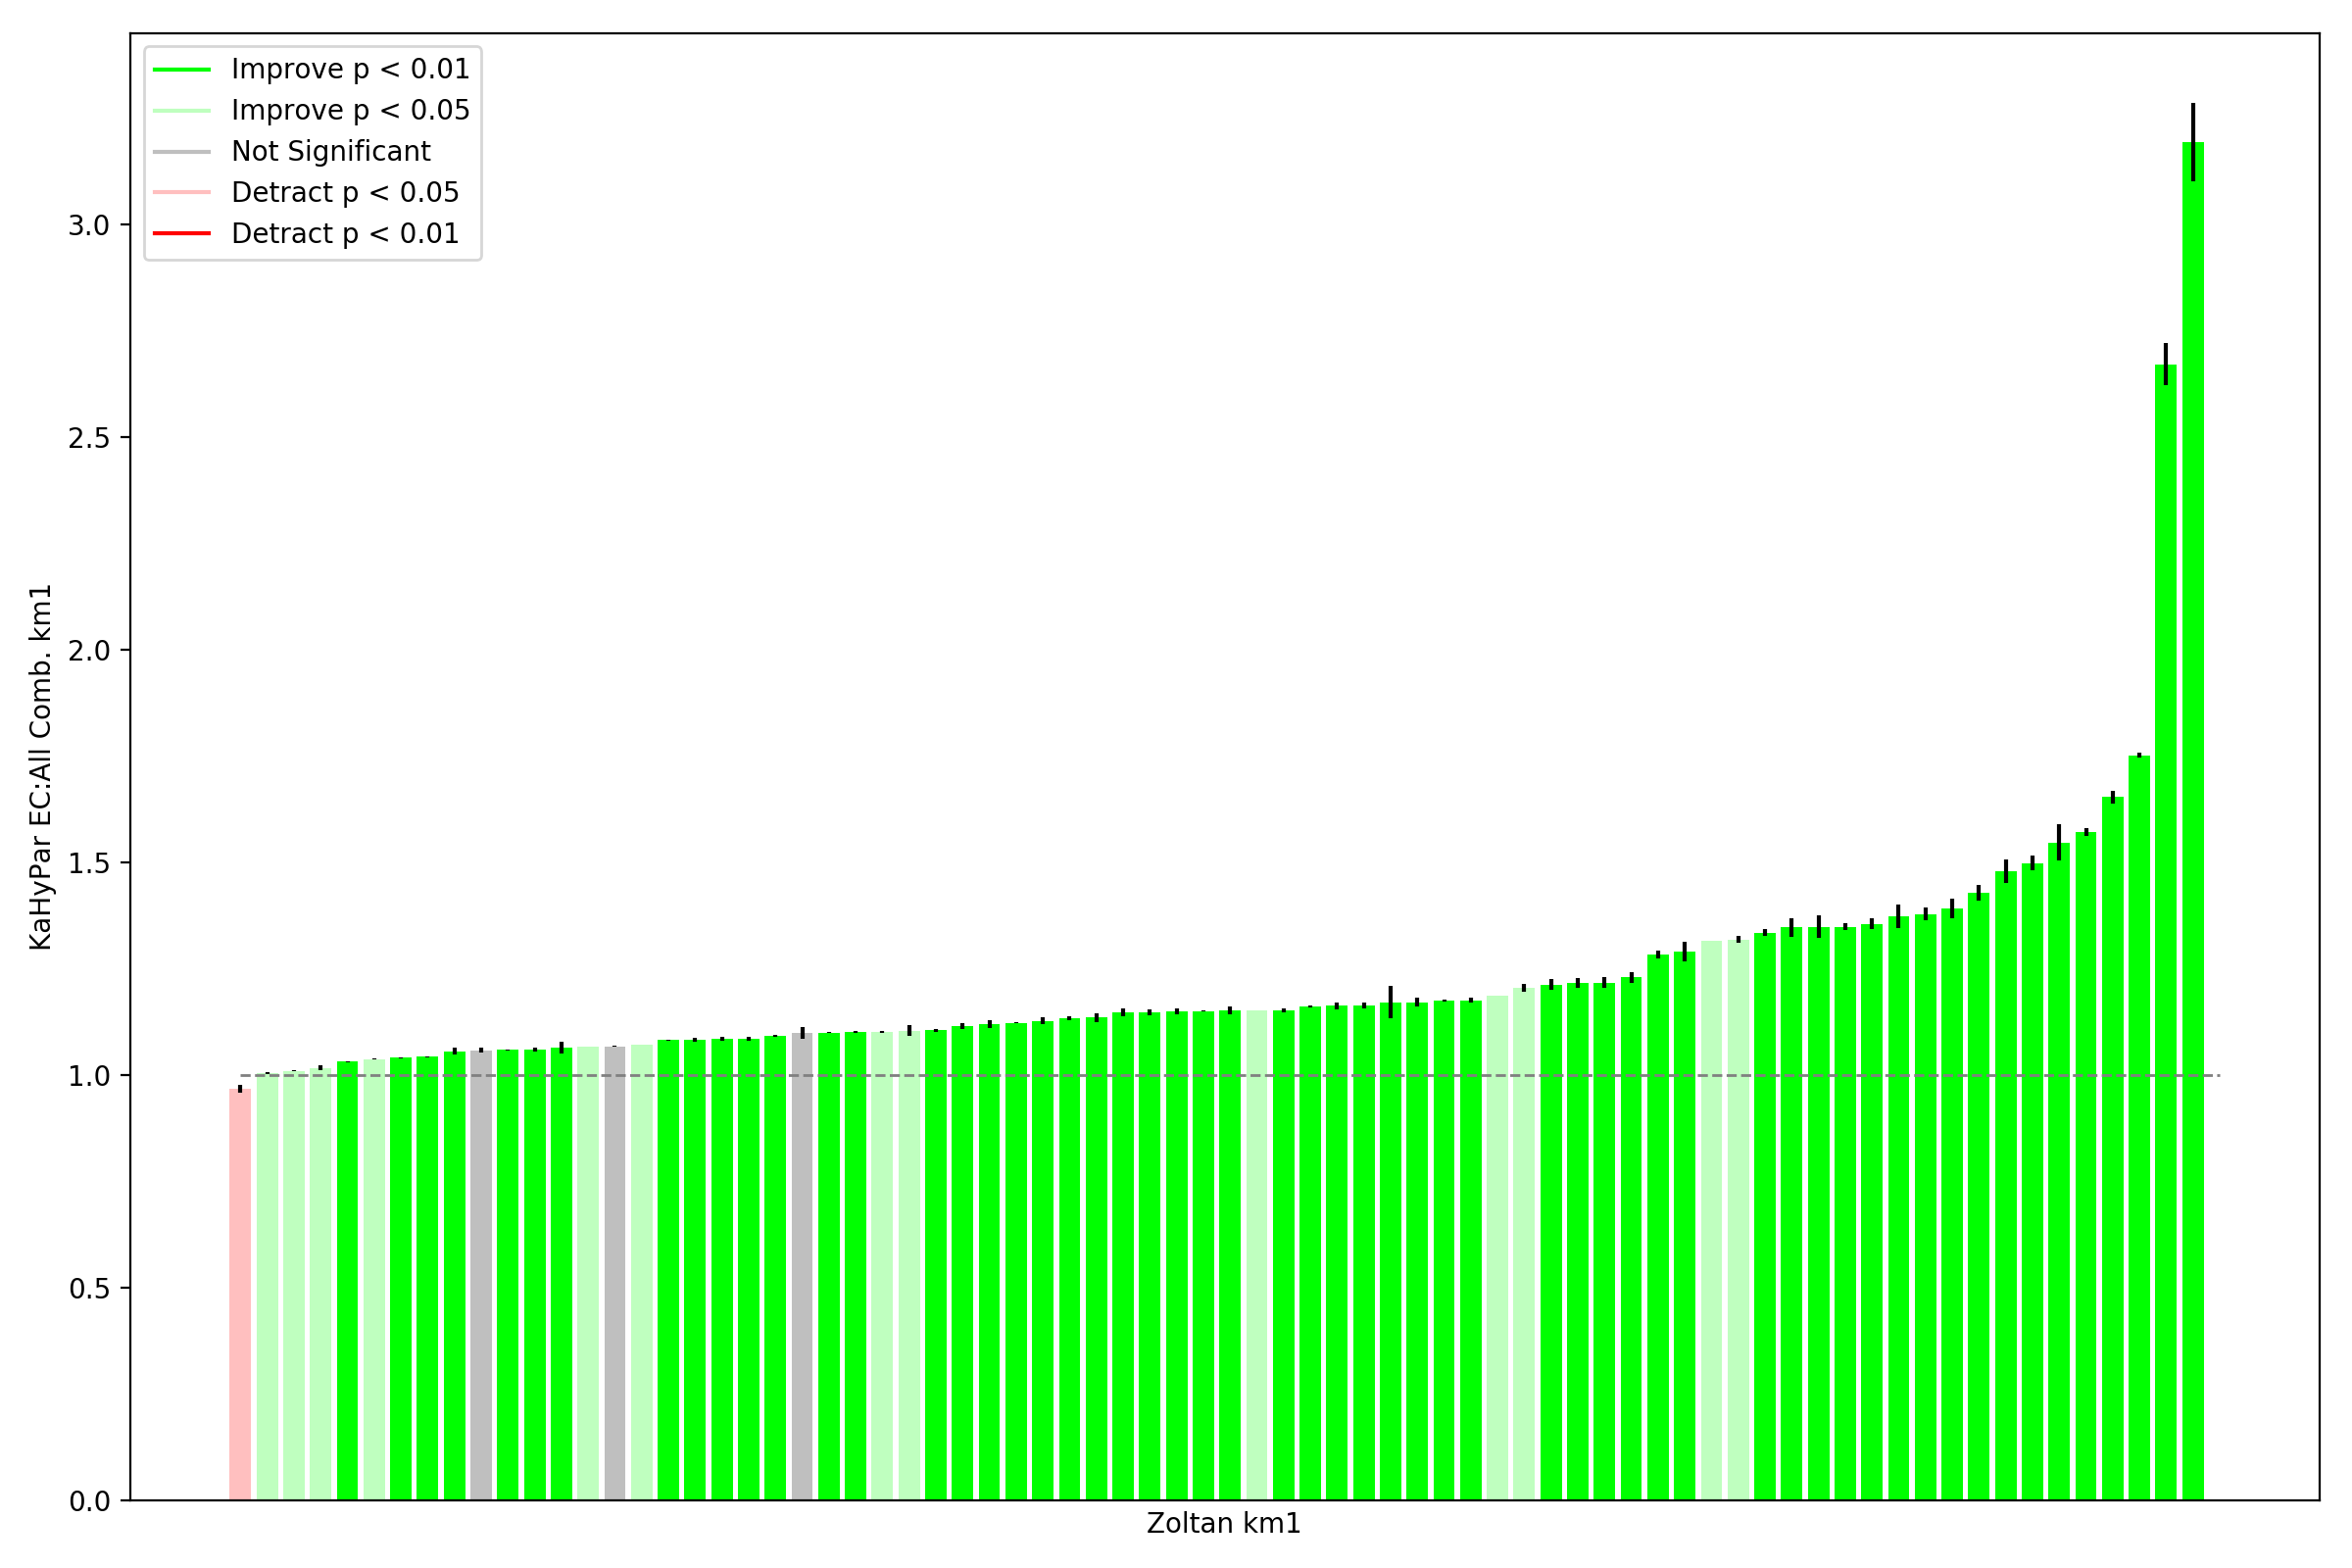 Improve p < 0.01
Improve p < 0.05
Not Significant
Detract p < 0.05
Detract p < 0.01
3.0
2.5
2.0
1.5
1.0
0.5
0.0
KaHyPar EC:All Comb. km1
Zoltan km1